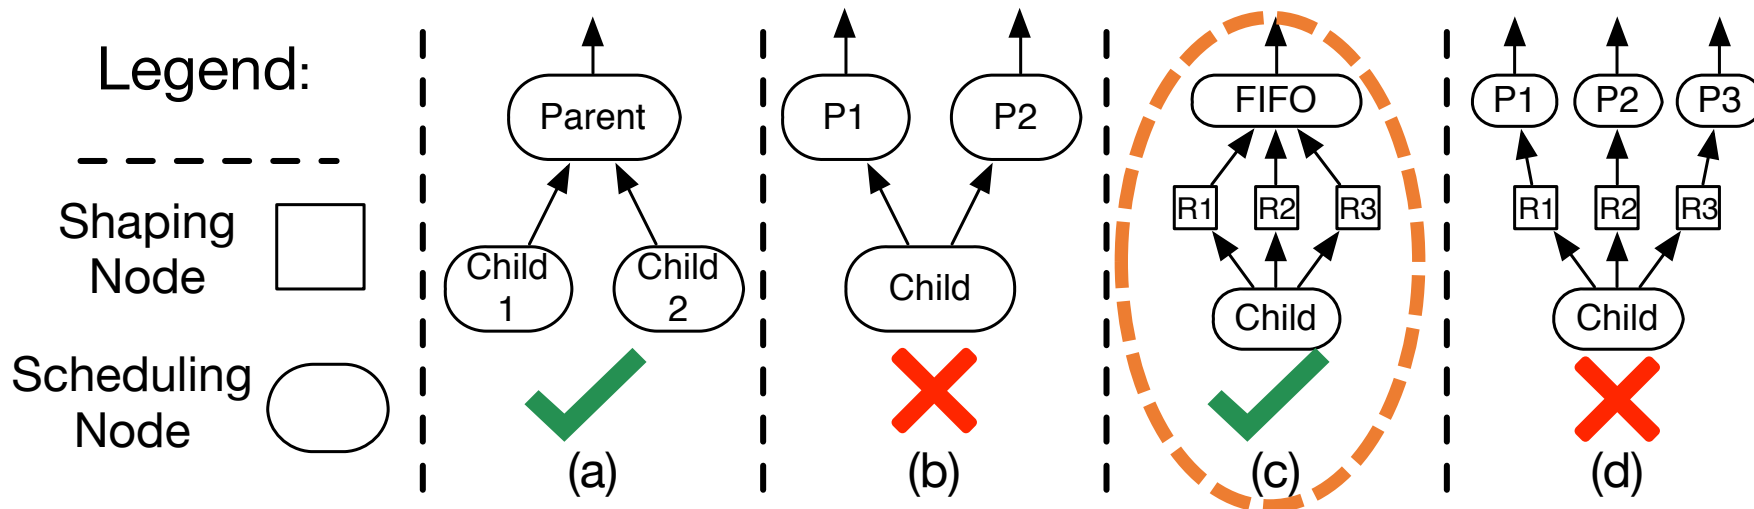 Legend:
Shaping
Node
Scheduling
Node
Parent
Child
1
Child
2
(a)
P1
P2
Child
(b)
FIFO
R1
R2
R3
Child
(c)
P1
P2
P3
R1
R2
R3
Child
(d)